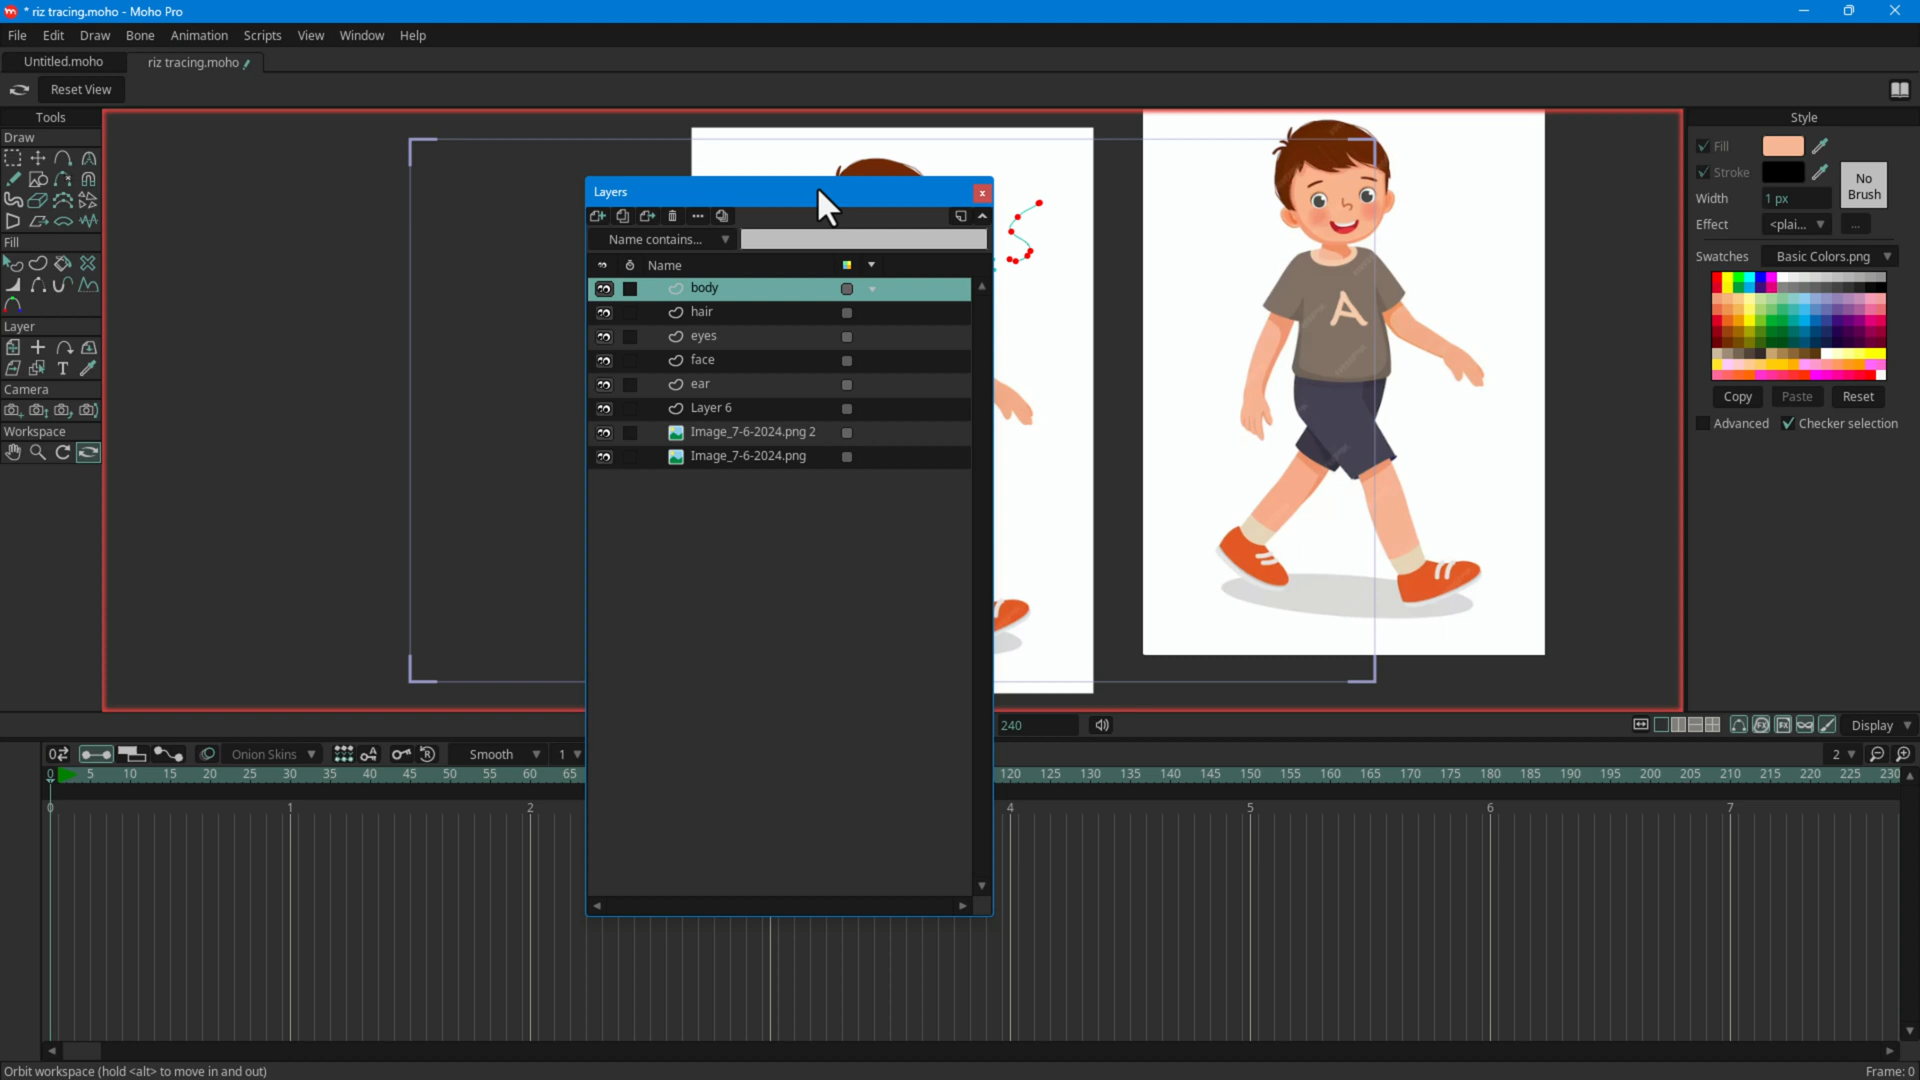 * riz tracing.moho - Moho Pro
File Edit Draw Bone Animation Scripts View Window Help
Untitled.moho riz tracing.moho
Reset View
Tools
Draw
Fill
Layer
T
Camera
Workspace
Layers
Name contains...
Name
body
hair
eyes
face
ear
Layer 6
Image_7-6-2024.png 2
Image_7-6-2024.png
A
Style
Fill
Stroke
No Brush
Width 1 px
Effect <plai... ...
Swatches Basic Colors.png
Copy Paste Reset
Advanced Checker selection
240 Display
Onion Skins Smooth 1 2
0 5 10 15 20 25 30 35 40 45 50 55 60 65 120 125 130 135 140 145 150 155 160 165 170 175 180 185 190 195 200 205 210 215 220 225 230
0 1 2 4 5 6 7
Orbit workspace (hold <alt> to move in and out) Frame: 0